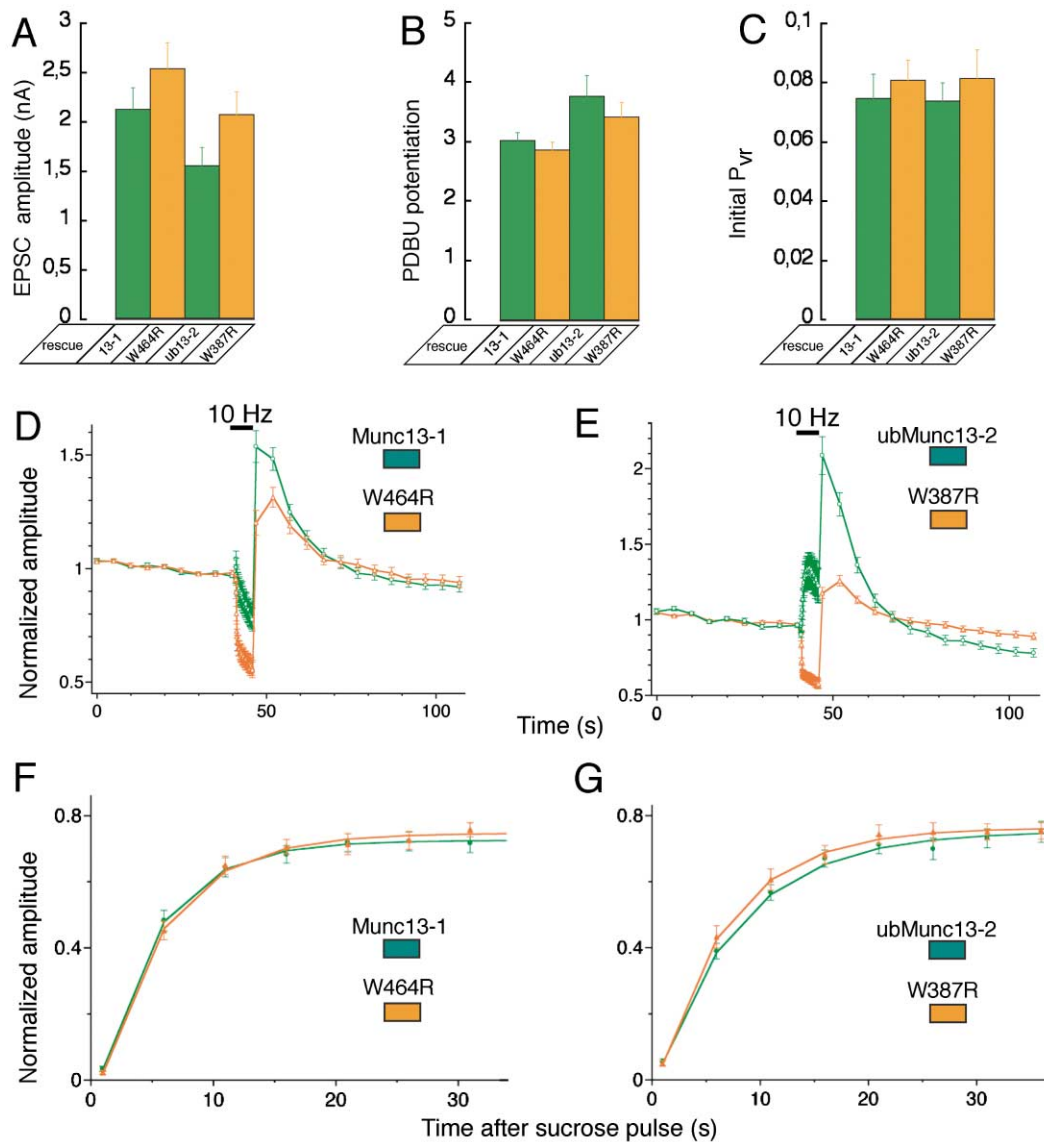 A
EPSC amplitude (nA)
3
2,5
2
1,5
1
0,5
0
rescue 13-1 W464R ub13-2 W387R
B
PDBU potentiation
5
4
3
2
1
0
rescue 13-1 W464R ub13-2 W387R
C
Initial Pvr
0,1
0,08
0,06
0,04
0,02
0
rescue 13-1 W464R ub13-2 W387R
D
10 Hz
Munc13-1
W464R
Normalized amplitude
1.5
1
0.5
0 50 100
E
10 Hz
ubMunc13-2
W387R
2
1.5
1.0
0.5
0 50 100
Time (s)
F
Normalized amplitude
0.8
0.4
0
Munc13-1
W464R
0 10 20 30
G
0.8
0.4
0
ubMunc13-2
W387R
0 10 20 30
Time after sucrose pulse (s)